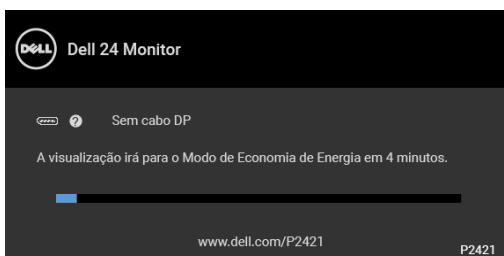 DELL
Dell 24 Monitor
Sem cabo DP
A visualização irá para o Modo de Economia de Energia em 4 minutos.
www.dell.com/P2421
P2421